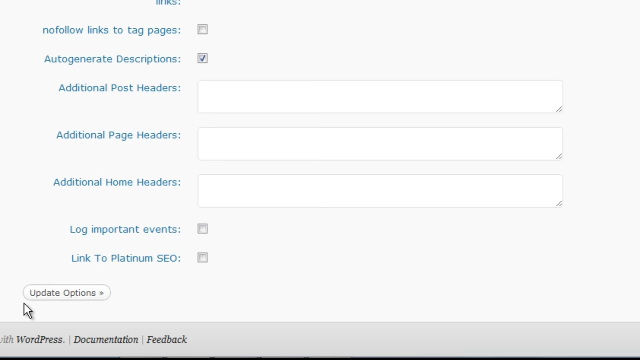 links:
nofollow links to tag pages:
Autogenerate Descriptions:
Additional Post Headers:
Additional Page Headers:
Additional Home Headers:
Log important events:
Link To Platinum SEO:
Update Options »
with WordPress. | Documentation | Feedback